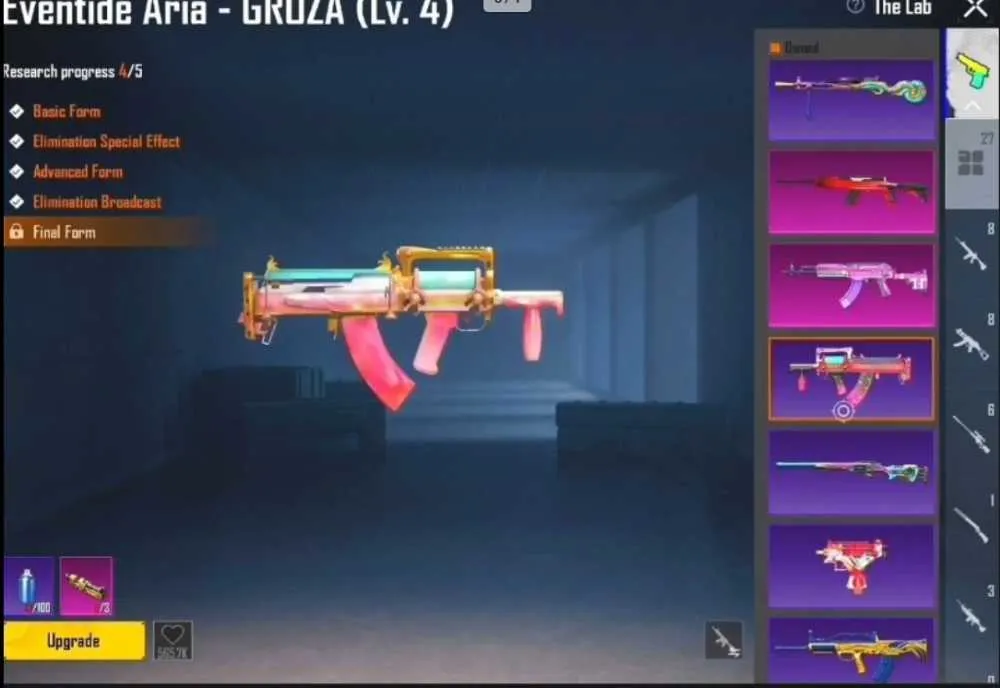 Eventide Aria - GROZA (Lv. 4)
The Lab
Research progress 4/5
Basic Form
Elimination Special Effect
Advanced Form
Elimination Broadcast
Final Form
Owned
27
8
8
6
1
3
/100
/3
Upgrade
565.7K